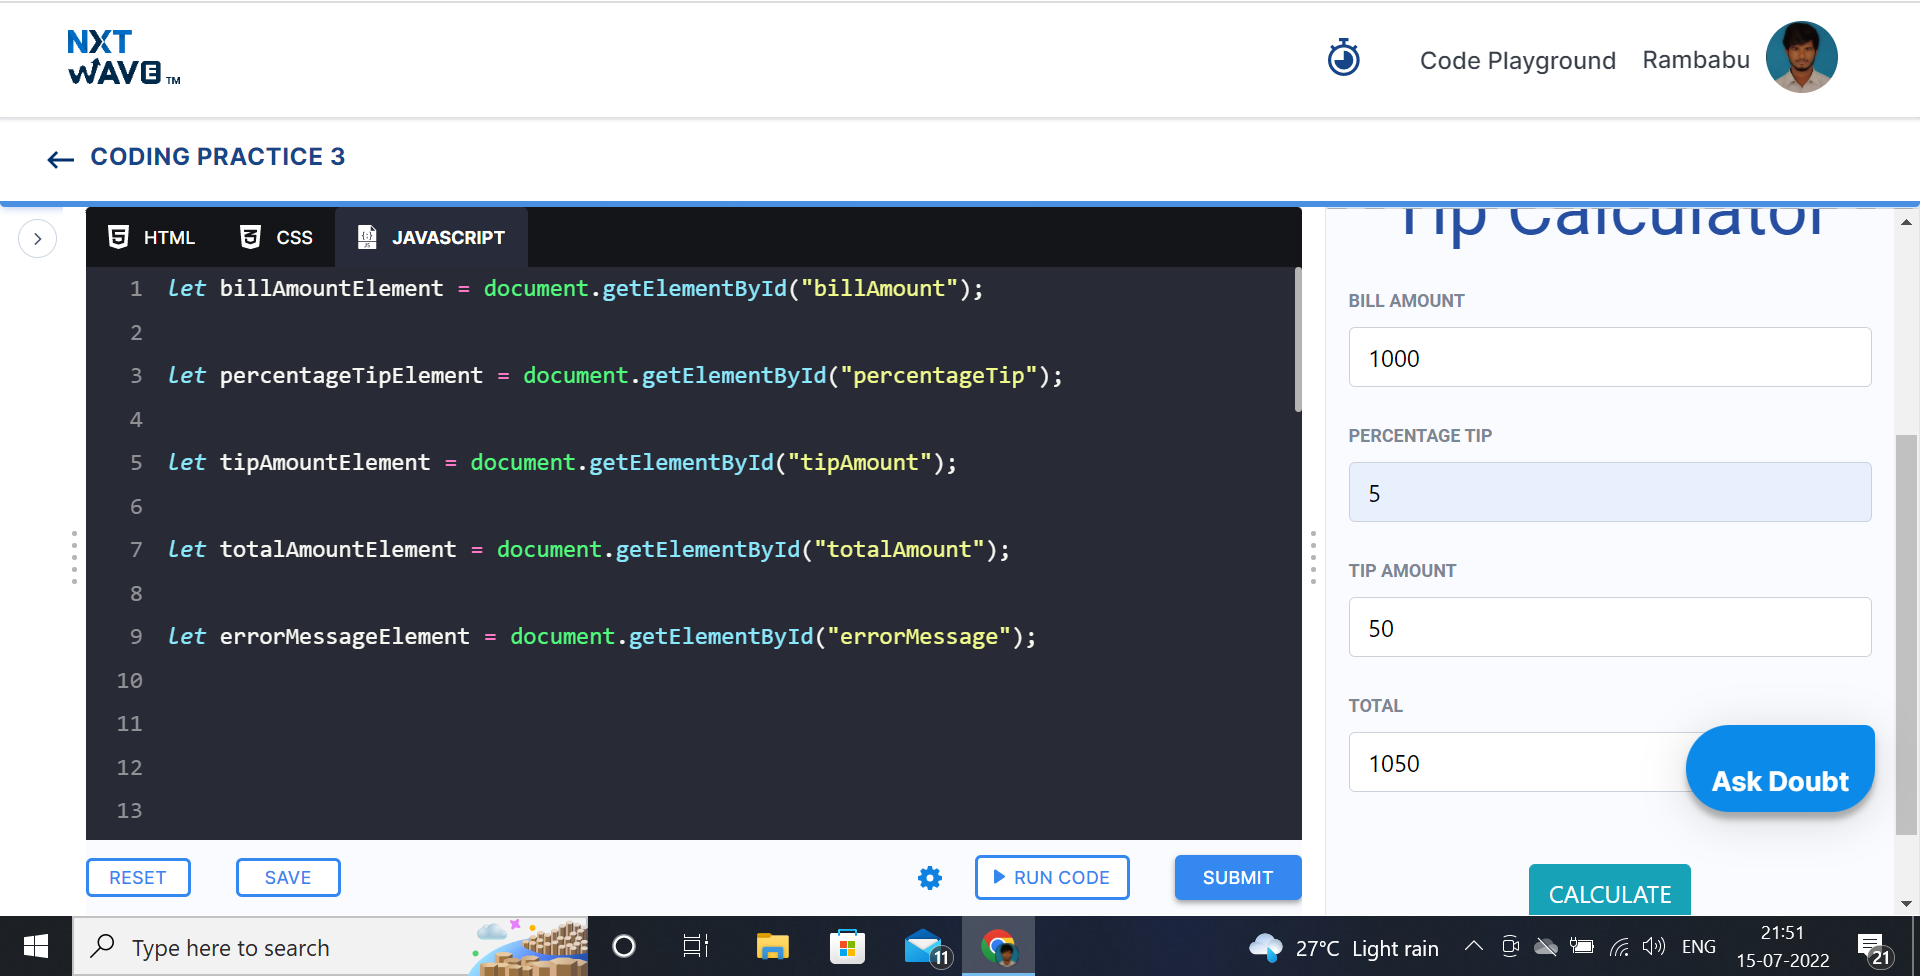 NXT
WAVE TM
Code Playground
Rambabu
CODING PRACTICE 3
HTML
CSS
JAVASCRIPT
1 let billAmountElement = document.getElementById("billAmount");
2
3 let percentageTipElement = document.getElementById("percentageTip");
4
5 let tipAmountElement = document.getElementById("tipAmount");
6
7 let totalAmountElement = document.getElementById("totalAmount");
8
9 let errorMessageElement = document.getElementById("errorMessage");
10
11
12
13
RESET
SAVE
RUN CODE
SUBMIT
Tip Calculator
BILL AMOUNT
1000
PERCENTAGE TIP
5
TIP AMOUNT
50
TOTAL
1050
Ask Doubt
CALCULATE
Type here to search
11
27°C Light rain
ENG
21:51
15-07-2022
21